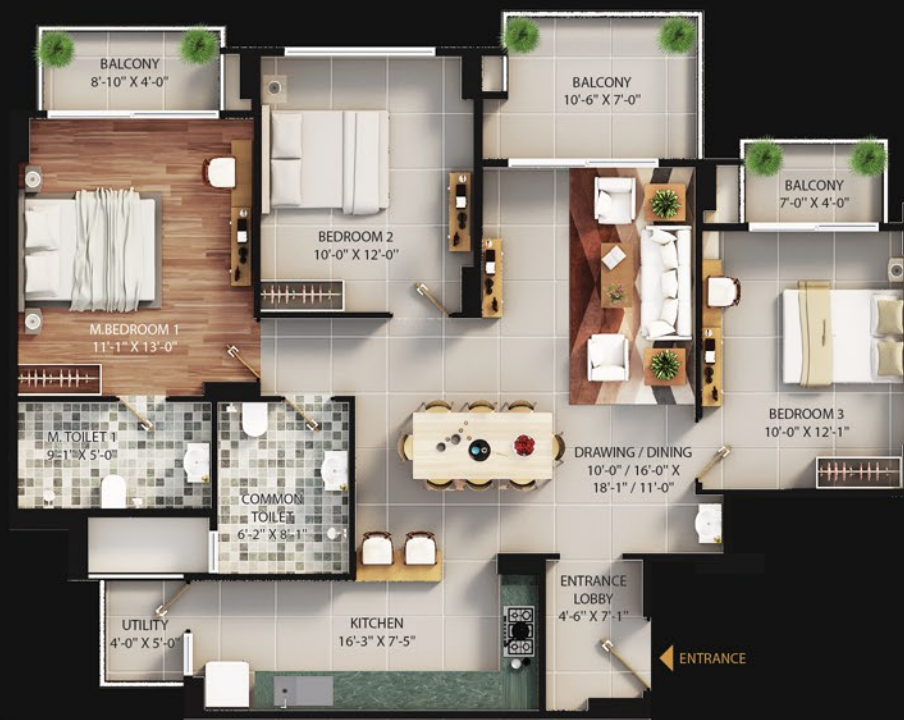 BALCONY
8'-10" X 4'-0"
BALCONY
10'-6" X 7'-0"
BALCONY
7'-0" X 4'-0"
BEDROOM 2
10'-0" X 12'-0"
M.BEDROOM 1
11'-1" X 13'-0"
BEDROOM 3
10'-0" X 12'-1"
M. TOILET 1
9'-1" X 5'-0"
DRAWING / DINING
10'-0" / 16'-0" X
18'-1" / 11'-0"
COMMON
TOILET
6'-2" X 8'-1"
ENTRANCE
LOBBY
4'-6" X 7'-1"
UTILITY
4'-0" X 5'-0"
KITCHEN
16'-3" X 7'-5"
ENTRANCE